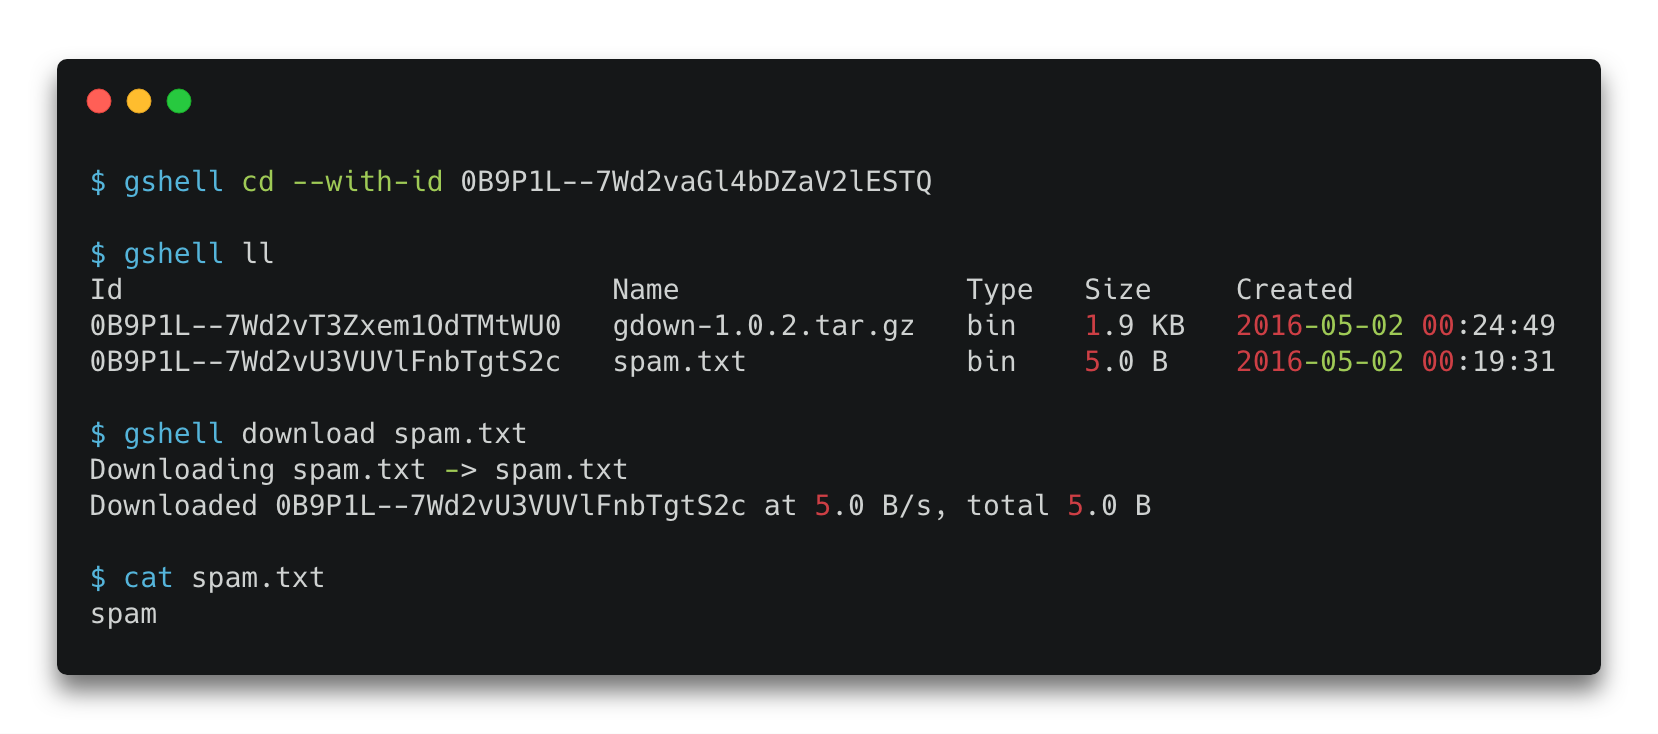 $ gshell cd --with-id 0B9P1L--7Wd2vaGl4bDZaV2lESTQ
$ gshell ll
Id                             Name                 Type   Size     Created
0B9P1L--7Wd2vT3Zxem1OdTMtWU0   gdown-1.0.2.tar.gz   bin    1.9 KB   2016-05-02 00:24:49
0B9P1L--7Wd2vU3VUVlFnbTgtS2c   spam.txt             bin    5.0 B    2016-05-02 00:19:31
$ gshell download spam.txt
Downloading spam.txt -> spam.txt
Downloaded 0B9P1L--7Wd2vU3VUVlFnbTgtS2c at 5.0 B/s, total 5.0 B
$ cat spam.txt
spam